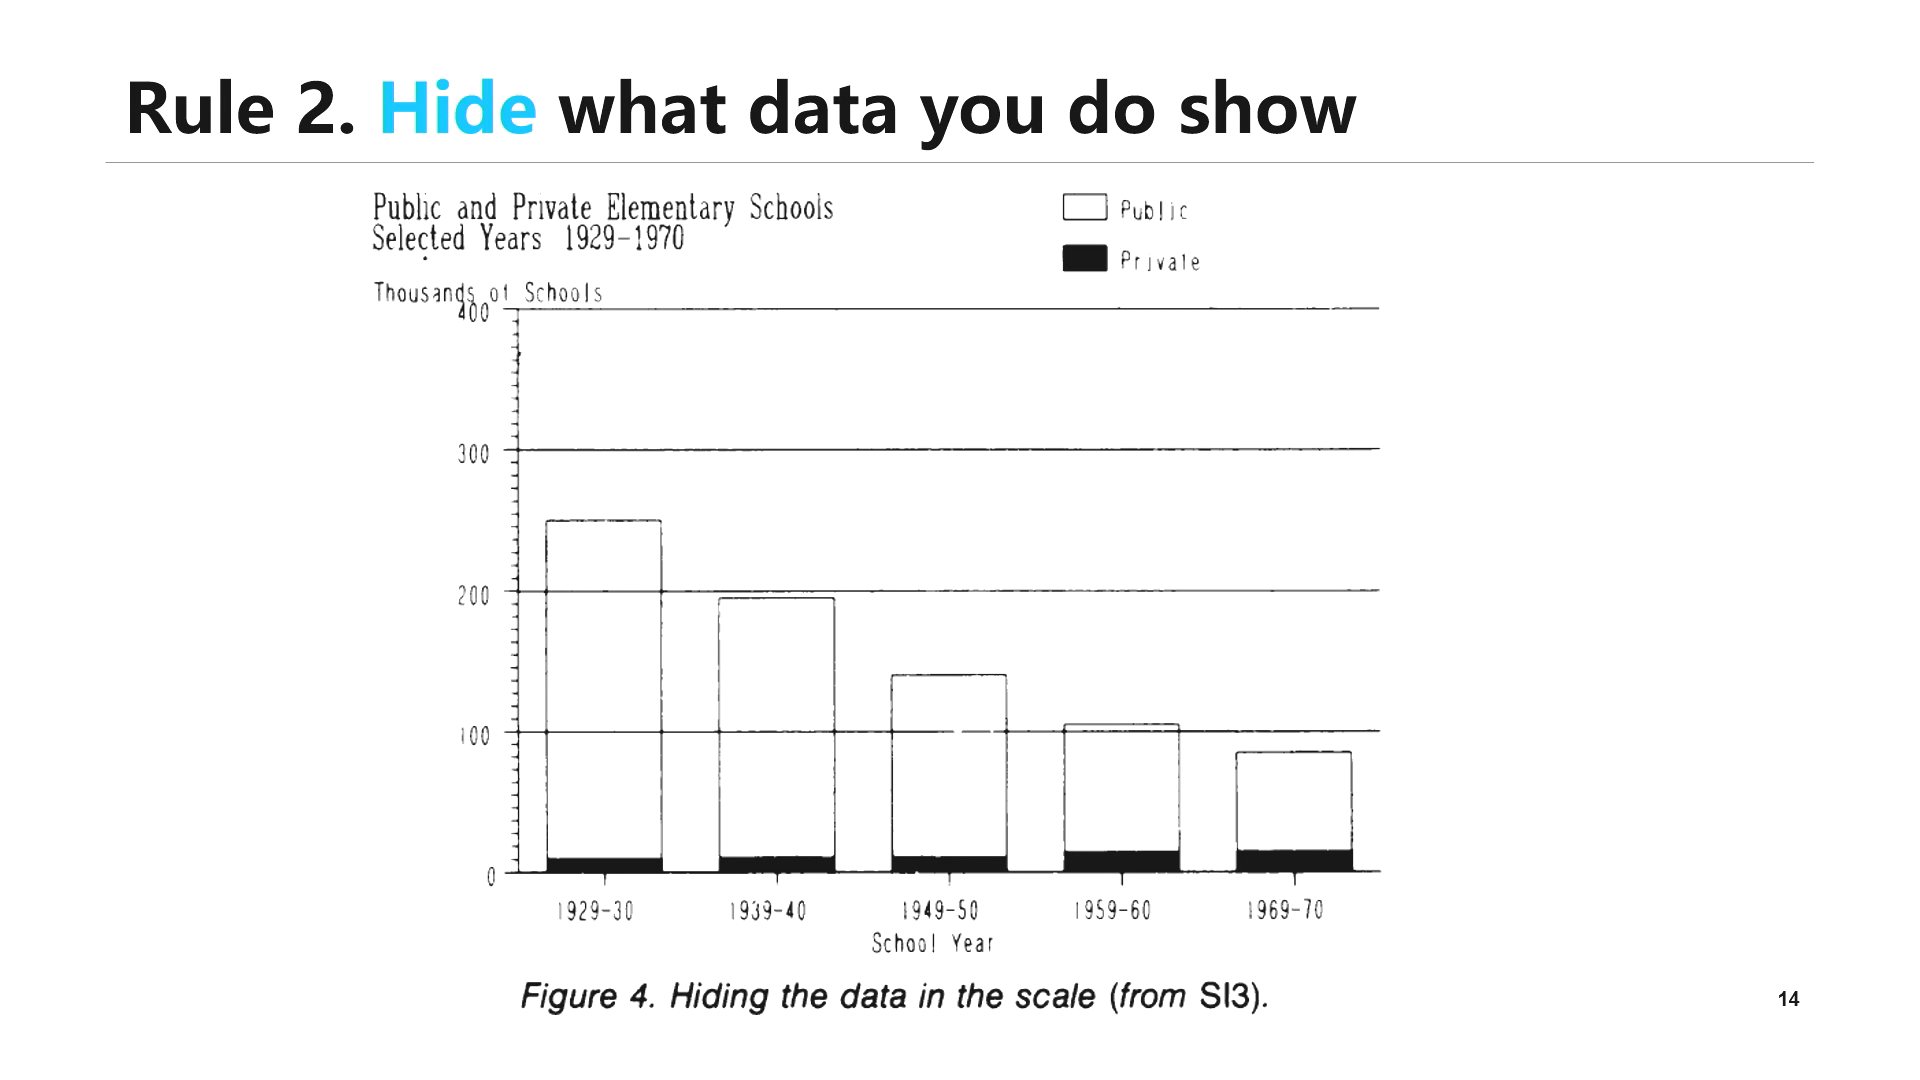 Rule 2. Hide what data you do show
Public and Private Elementary Schools
Selected Years 1929-1970
Public
Private
Thousands of Schools
400
300
200
100
0
1929-30 1939-40 1949-50 1959-60 1969-70
School Year
Figure 4. Hiding the data in the scale (from SI3).
14